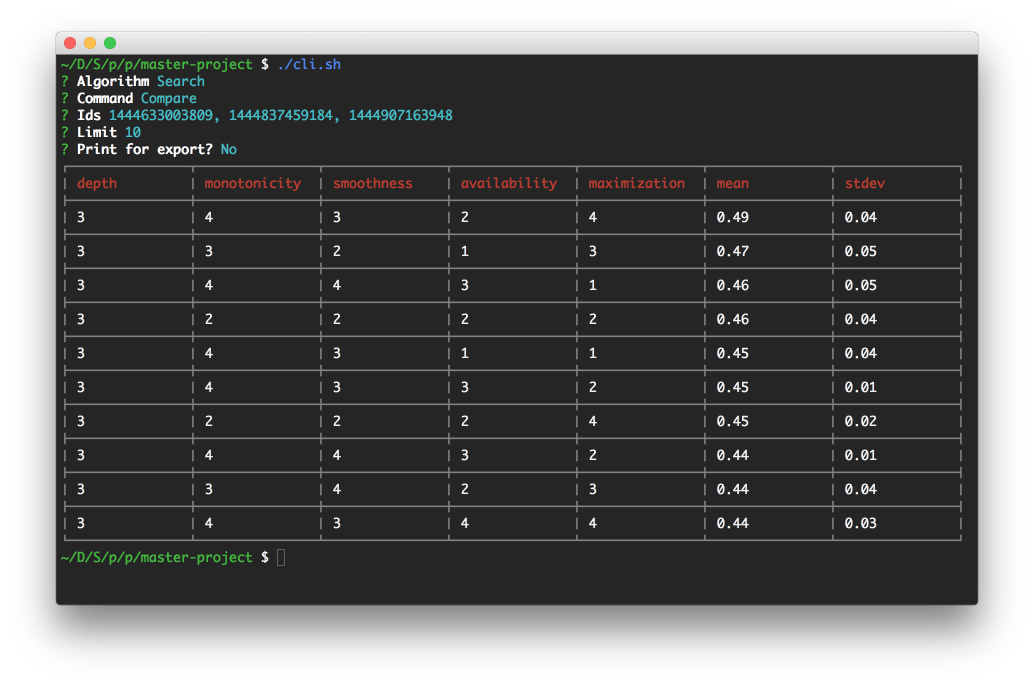 ~/D/S/p/p/master-project $ ./cli.sh
? Algorithm Search
? Command Compare
? Ids 1444633003809, 1444837459184, 1444907163948
? Limit 10
? Print for export? No
depth monotonicity smoothness availability maximization mean stdev
3 4 3 2 4 0.49 0.04
3 3 2 1 3 0.47 0.05
3 4 4 3 1 0.46 0.05
3 2 2 2 2 0.46 0.04
3 4 3 1 1 0.45 0.04
3 4 3 3 2 0.45 0.01
3 2 2 2 4 0.45 0.02
3 4 4 3 2 0.44 0.01
3 3 4 2 3 0.44 0.04
3 4 3 4 4 0.44 0.03
~/D/S/p/p/master-project $